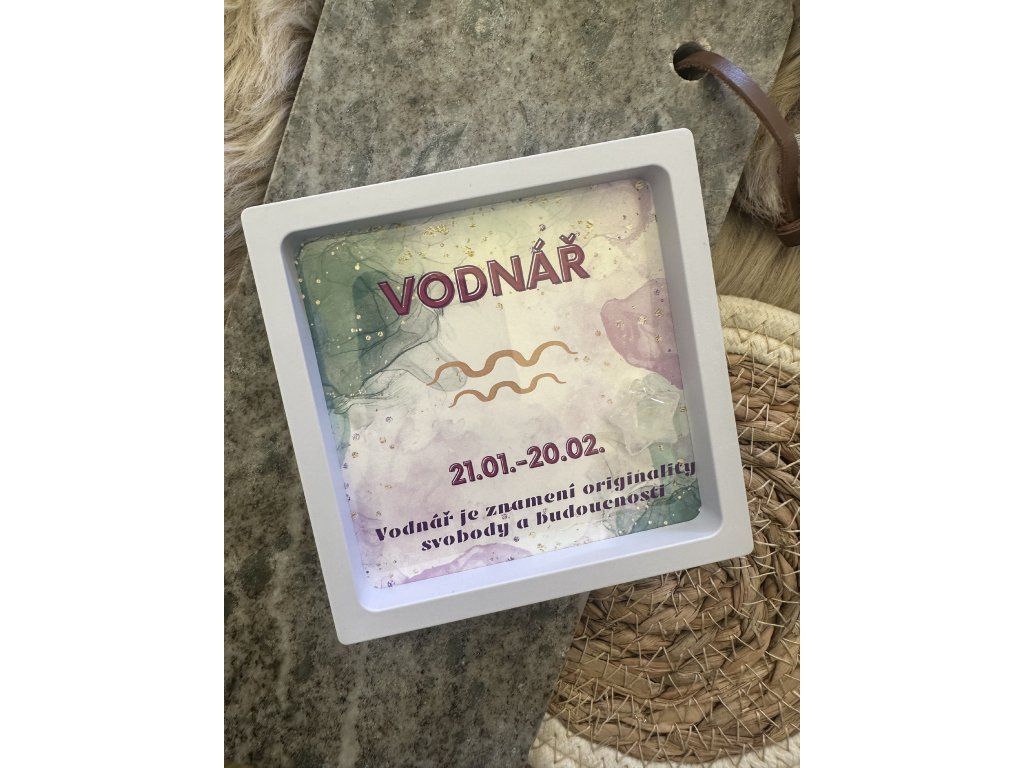 VODNÁŘ
21.01.-20.02.
Vodnář je znamení originality
svobody a budoucnosti